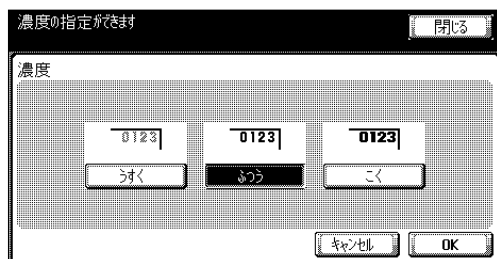 濃度の指定ができます
閉じる
濃度
0123 0123 0123
うすく ふつう こく
キャンセル OK